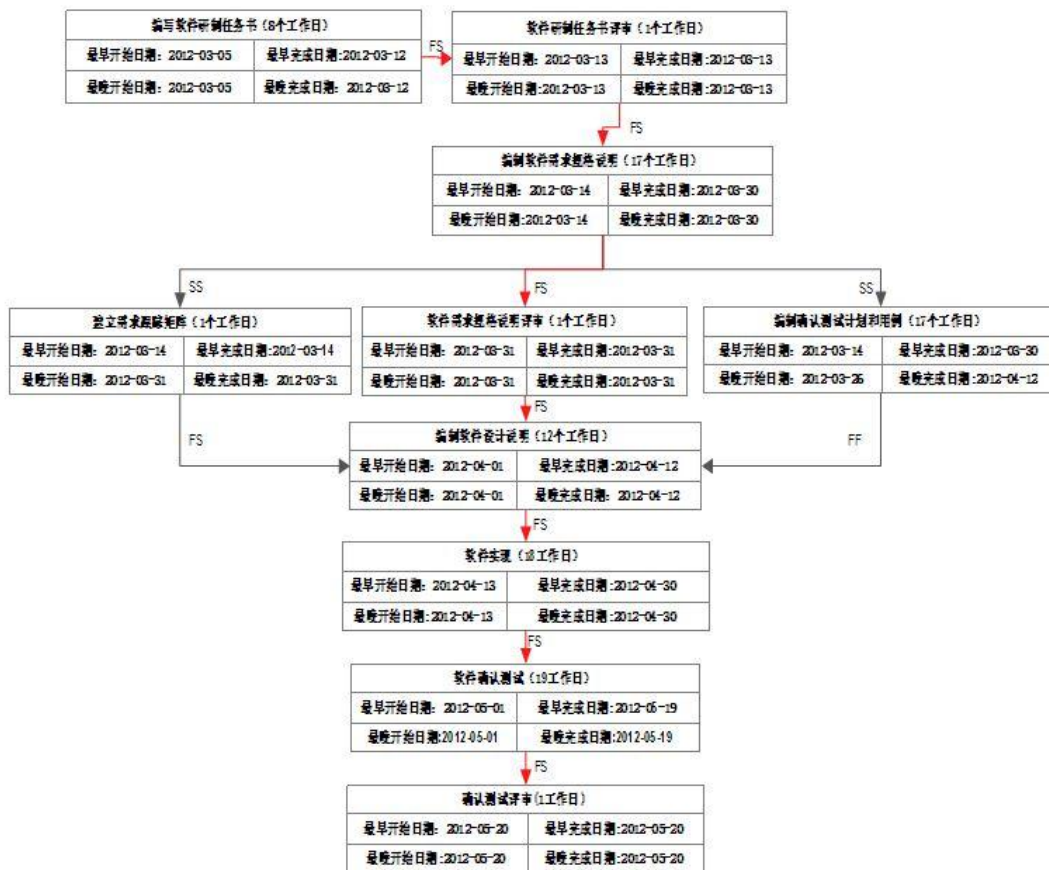 编写软件研制任务书（8个工作日）
最早开始日期：2012-03-05 最早完成日期:2012-03-12
最晚开始日期：2012-03-05 最晚完成日期：2012-03-12
FS
软件研制任务书评审（1个工作日）
最早开始日期：2012-03-13 最早完成日期:2012-03-13
最晚开始日期:2012-03-13 最晚完成日期:2012-03-13
FS
编制软件需求规格说明（17个工作日）
最早开始日期：2012-03-14 最早完成日期:2012-03-30
最晚开始日期:2012-03-14 最晚完成日期:2012-03-30
SS
FS
SS
建立需求跟踪矩阵（1个工作日）
最早开始日期：2012-03-14 最早完成日期:2012-03-14
最晚开始日期：2012-03-31 最晚完成日期：2012-03-31
软件需求规格说明评审（1个工作日）
最早开始日期：2012-03-31 最早完成日期:2012-03-31
最晚开始日期：2012-03-31 最晚完成日期:2012-03-31
编制确认测试计划和用例（17个工作日）
最早开始日期：2012-03-14 最早完成日期:2012-03-30
最晚开始日期：2012-03-26 最晚完成日期：2012-04-12
FS
FS
FF
编制软件设计说明（12个工作日）
最早开始日期：2012-04-01 最早完成日期:2012-04-12
最晚开始日期：2012-04-01 最晚完成日期：2012-04-12
FS
软件实现（18工作日）
最早开始日期：2012-04-13 最早完成日期:2012-04-30
最晚开始日期:2012-04-13 最晚完成日期:2012-04-30
FS
软件确认测试（19工作日）
最早开始日期：2012-05-01 最早完成日期:2012-05-19
最晚开始日期:2012-05-01 最晚完成日期:2012-05-19
FS
确认测试评审(1工作日）
最早开始日期：2012-05-20 最早完成日期:2012-05-20
最晚开始日期:2012-05-20 最晚完成日期:2012-05-20